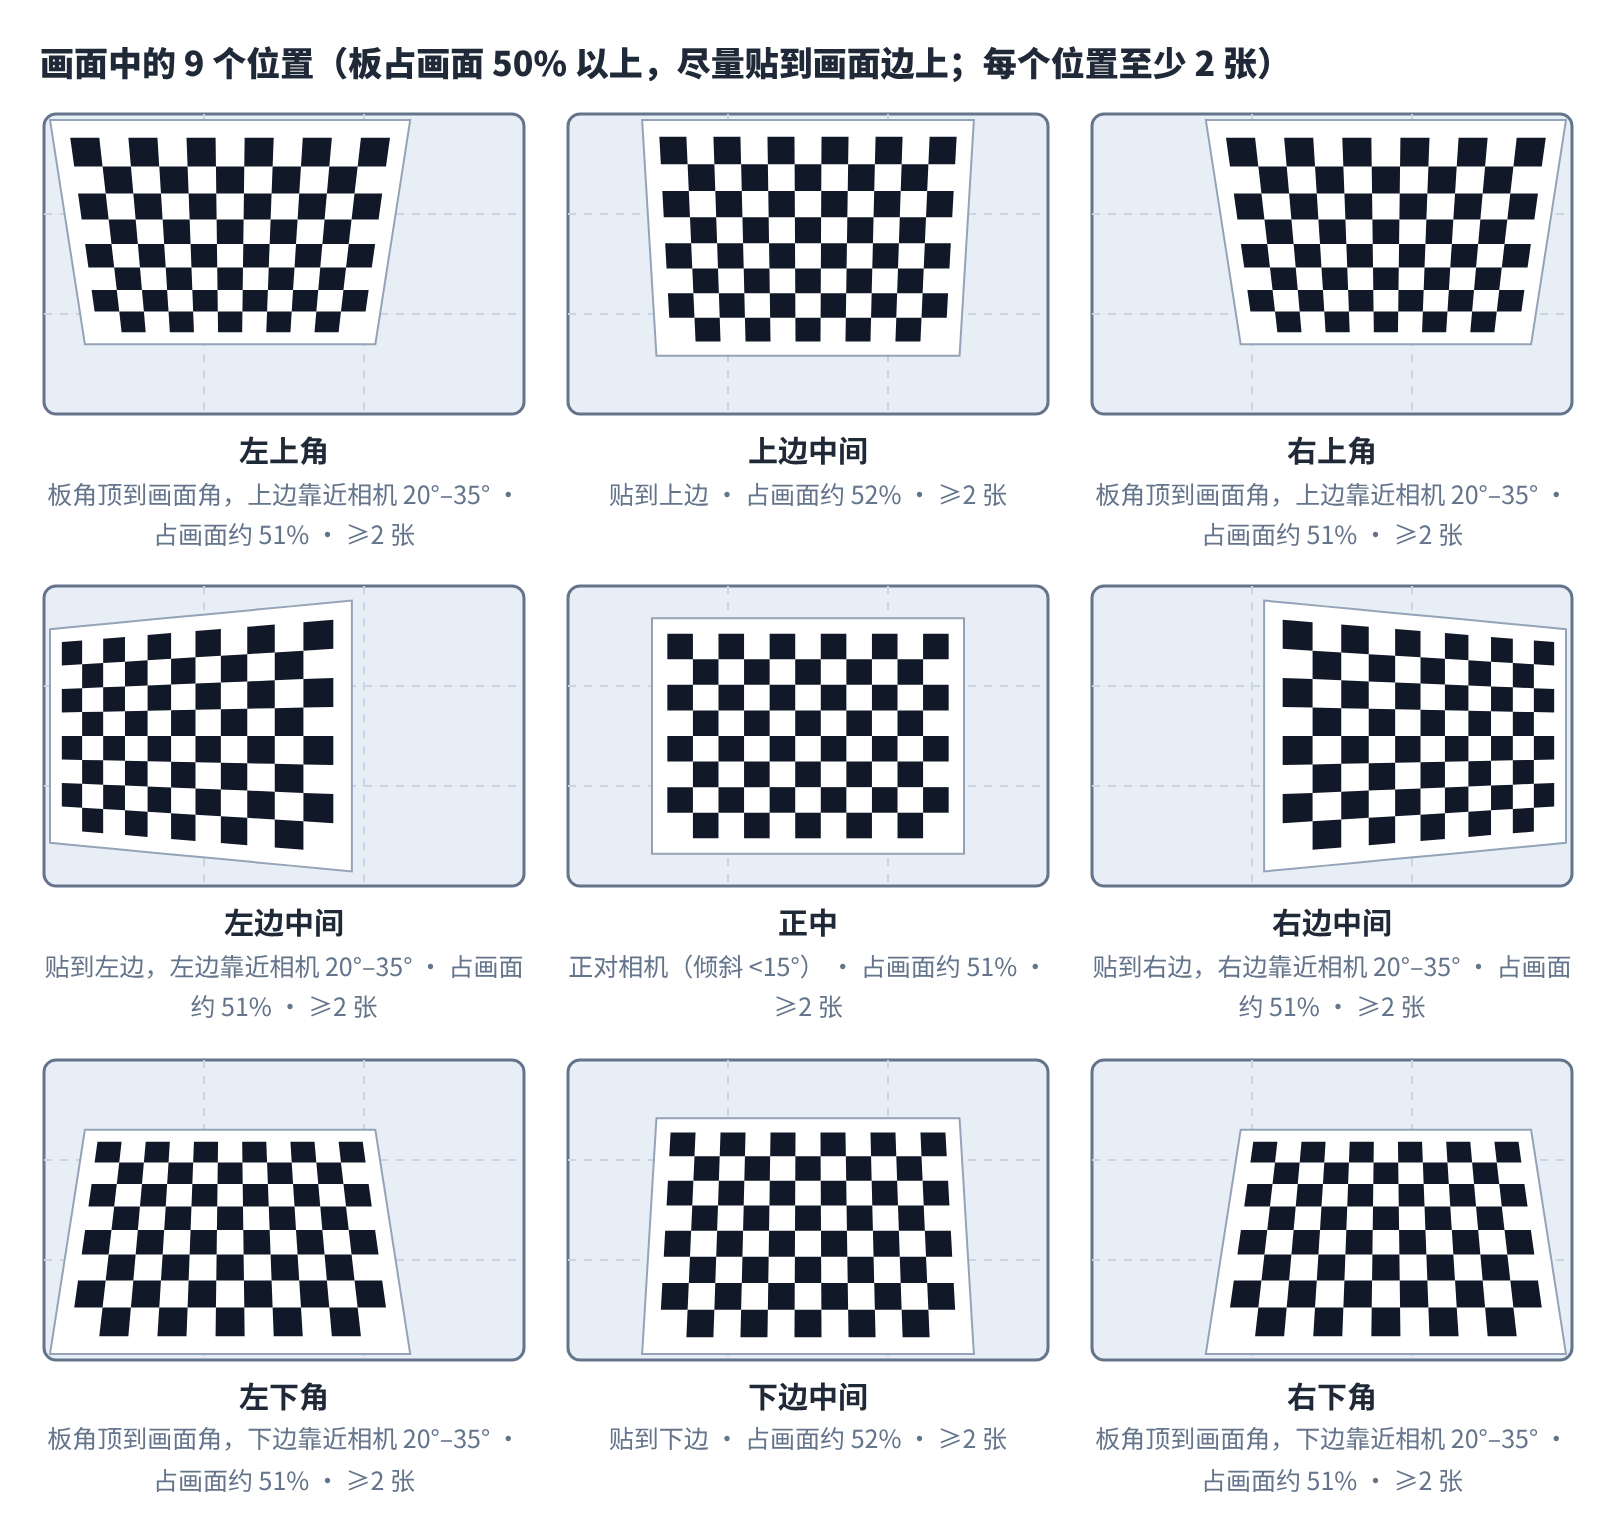 画面中的 9 个位置（板占画面 50% 以上，尽量贴到画面边上；每个位置至少 2 张）
左上角
板角顶到画面角，上边靠近相机 20°–35° ·
占画面约 51% · ≥2 张
上边中间
贴到上边 · 占画面约 52% · ≥2 张
右上角
板角顶到画面角，上边靠近相机 20°–35° ·
占画面约 51% · ≥2 张
左边中间
贴到左边，左边靠近相机 20°–35° · 占画面
约 51% · ≥2 张
正中
正对相机（倾斜 <15°） · 占画面约 51% ·
≥2 张
右边中间
贴到右边，右边靠近相机 20°–35° · 占画面
约 51% · ≥2 张
左下角
板角顶到画面角，下边靠近相机 20°–35° ·
占画面约 51% · ≥2 张
下边中间
贴到下边 · 占画面约 52% · ≥2 张
右下角
板角顶到画面角，下边靠近相机 20°–35° ·
占画面约 51% · ≥2 张